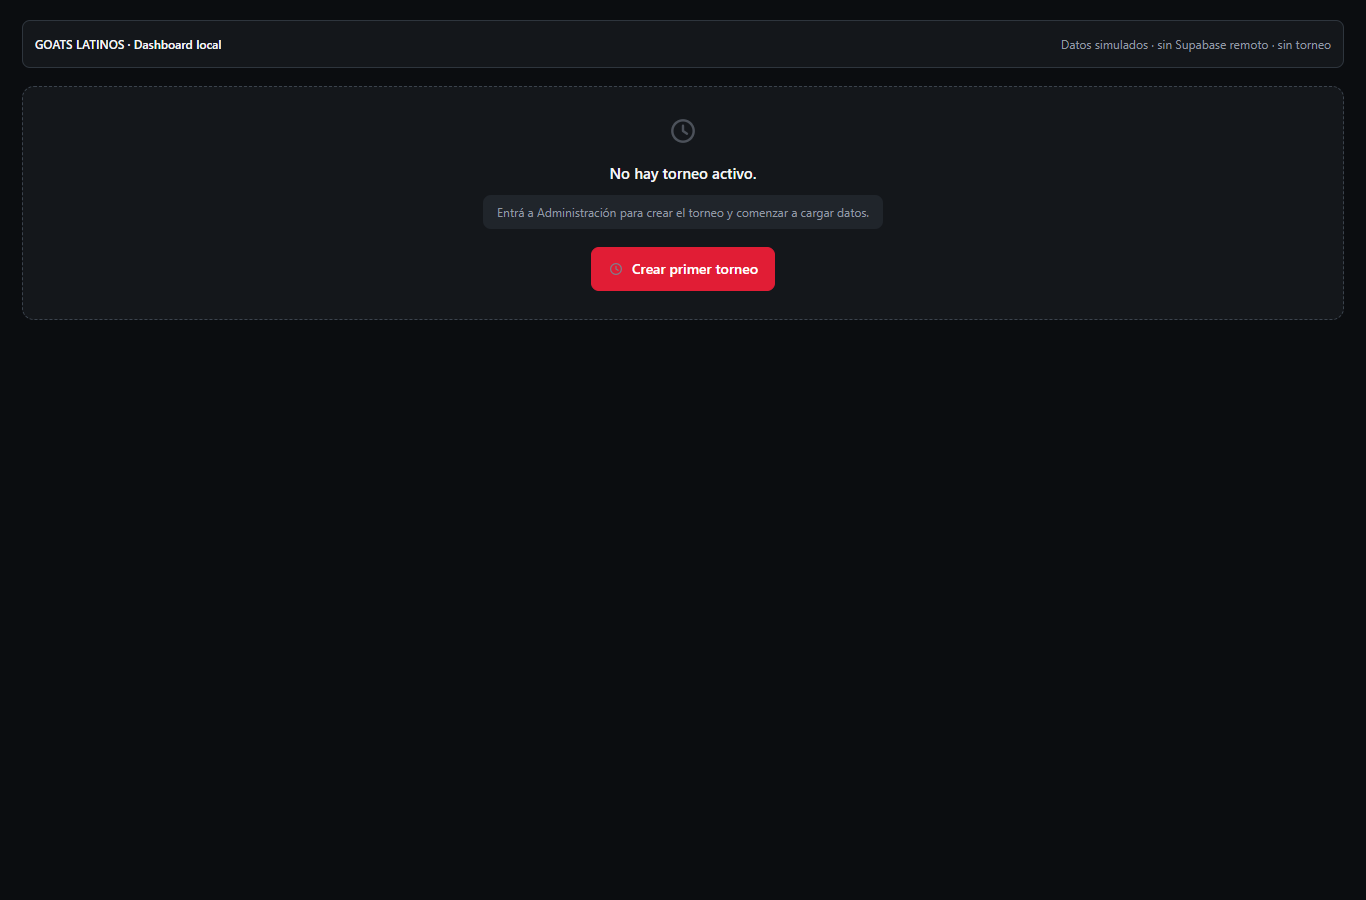 GOATS LATINOS · Dashboard local
Datos simulados · sin Supabase remoto · sin torneo
No hay torneo activo.
Entrá a Administración para crear el torneo y comenzar a cargar datos.
Crear primer torneo